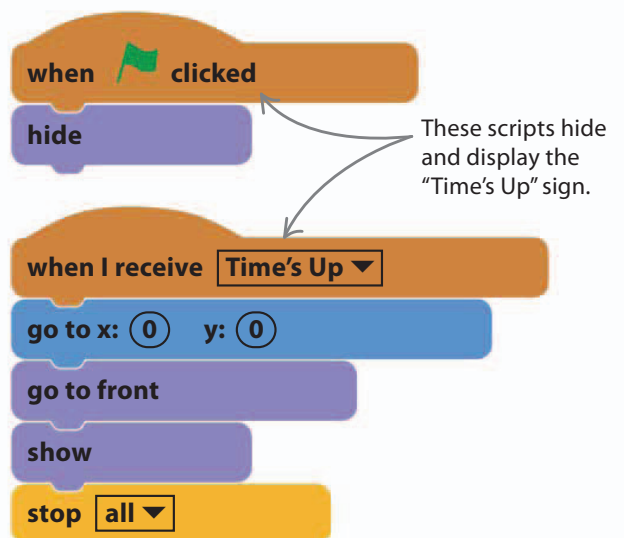 when clicked
hide
These scripts hide
and display the
“Time’s Up” sign.
when I receive Time’s Up
go to x: 0 y: 0
go to front
show
stop all